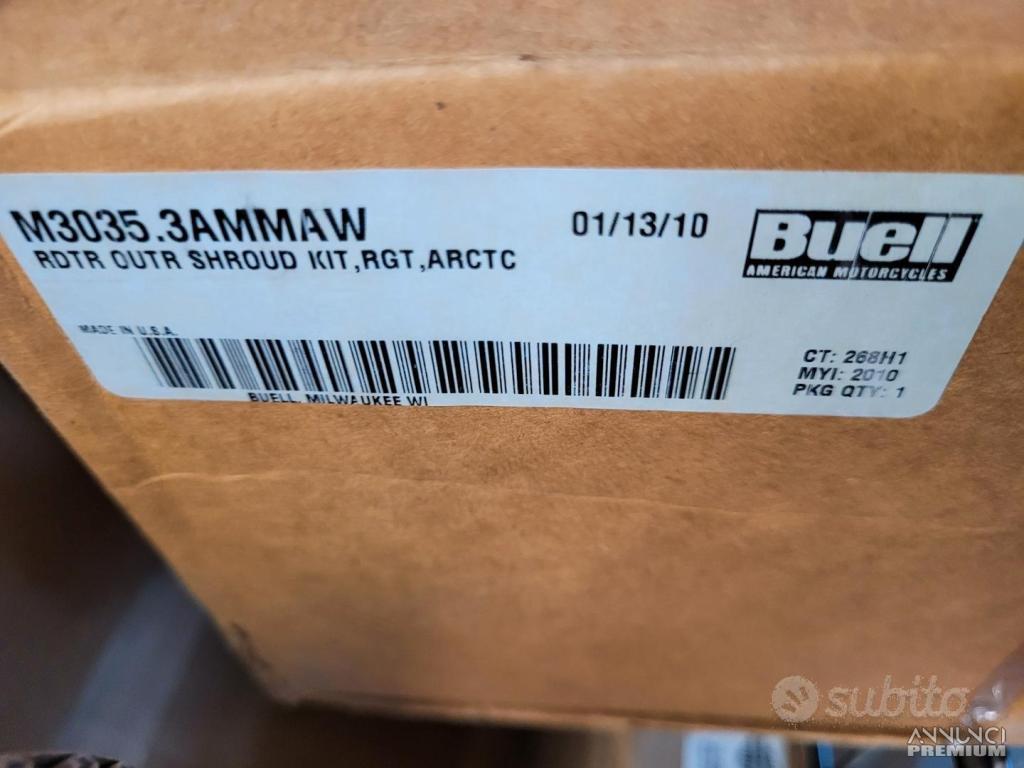 M3035.3AMMAW
01/13/10
Buell
AMERICAN MOTORCYCLES
RDTR OUTR SHROUD KIT,RGT,ARCTC
MADE IN U.S.A.
CT: 268H1
MYI: 2010
PKG QTY: 1
BUELL, MILWAUKEE WI
subito
ANNUNCI
PREMIUM